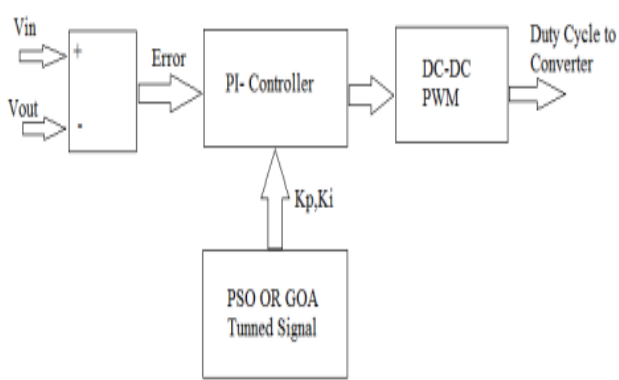 Vin
+
Error
Vout
-
PI- Controller
DC-DC
PWM
Duty Cycle to
Converter
Kp,Ki
PSO OR GOA
Tunned Signal